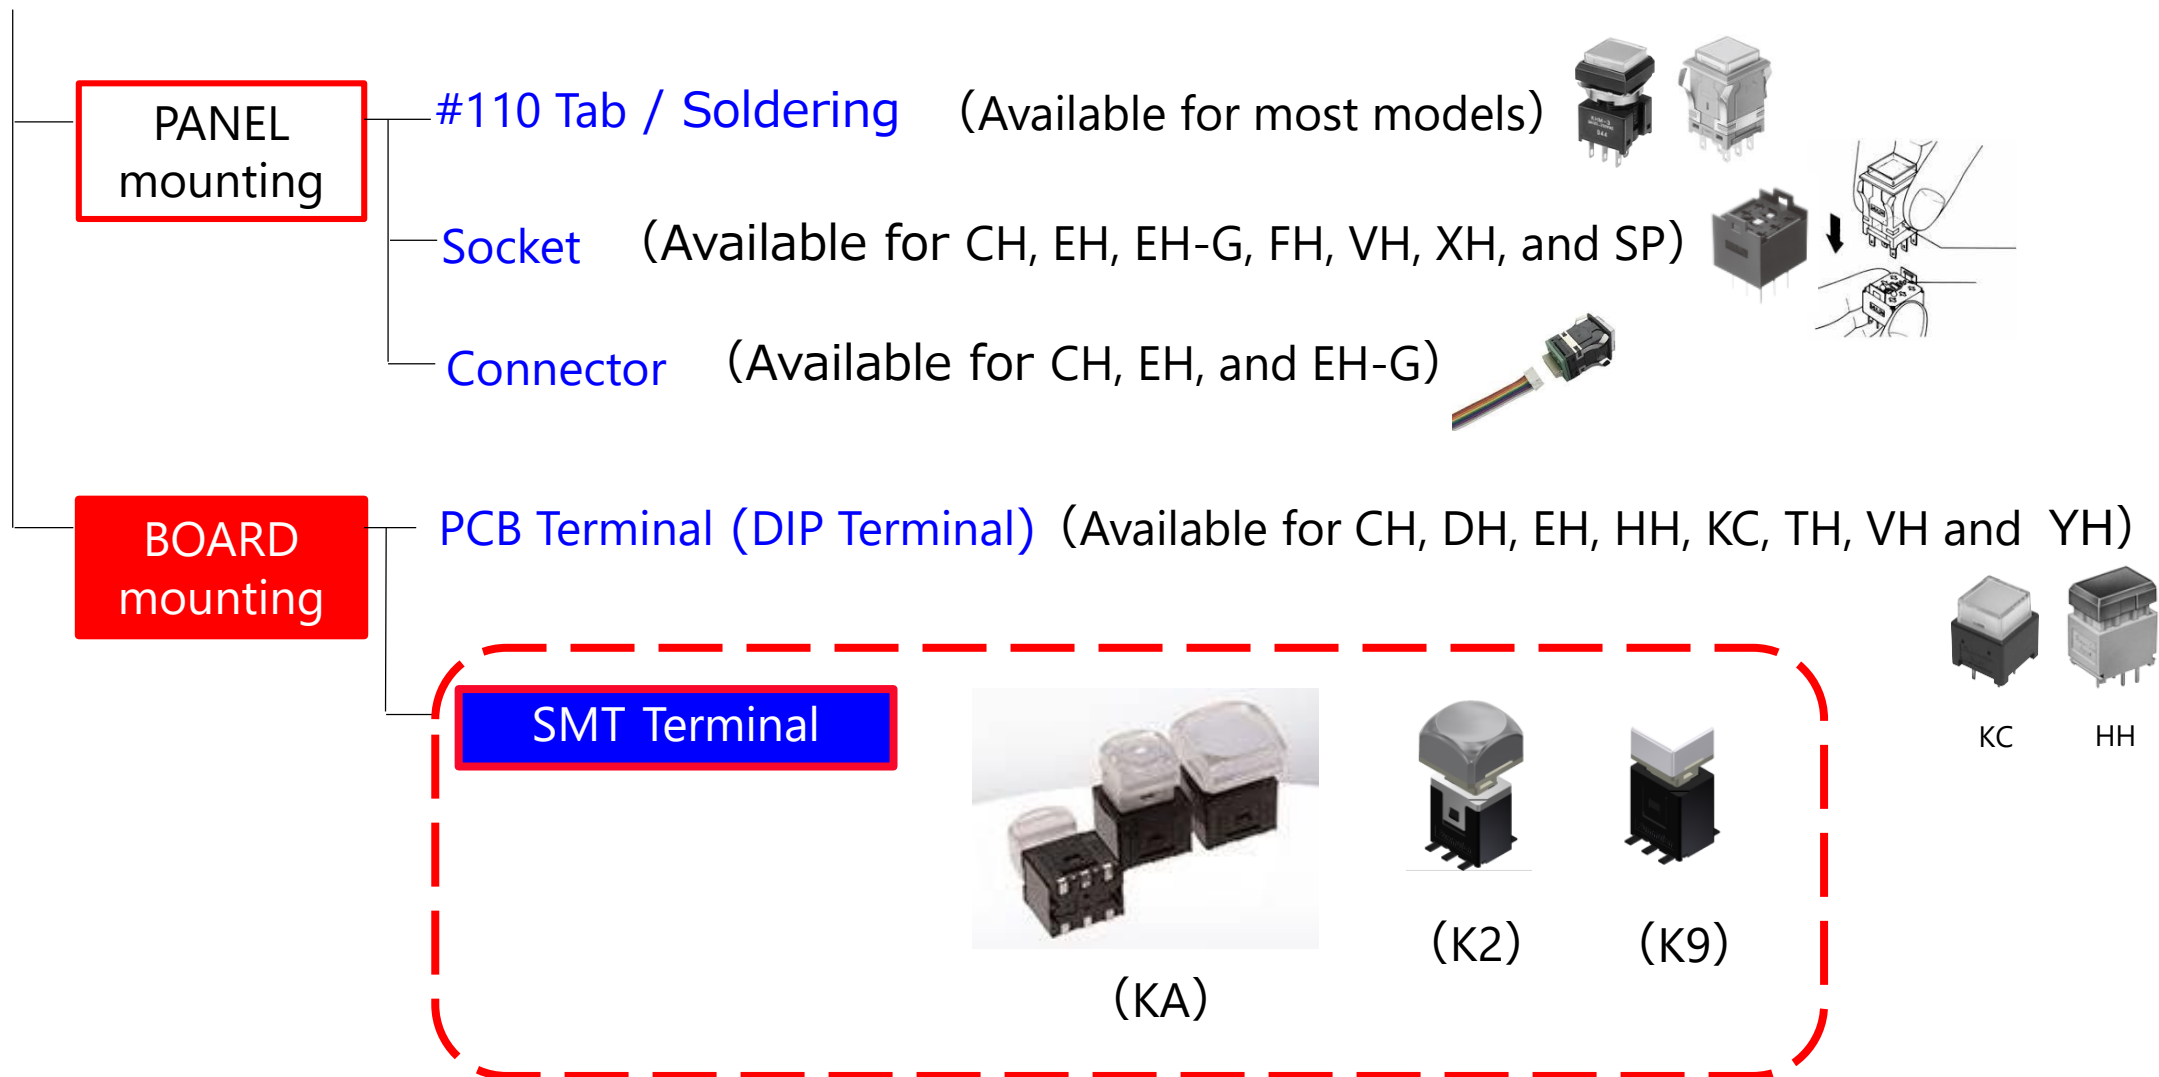 PANEL
mounting
#110 Tab / Soldering （Available for most models）
Socket （Available for CH, EH, EH-G, FH, VH, XH, and SP）
Connector （Available for CH, EH, and EH-G）
BOARD
mounting
PCB Terminal (DIP Terminal) （Available for CH, DH, EH, HH, KC, TH, VH and YH）
KC HH
SMT Terminal
（K2） （K9）
（KA）